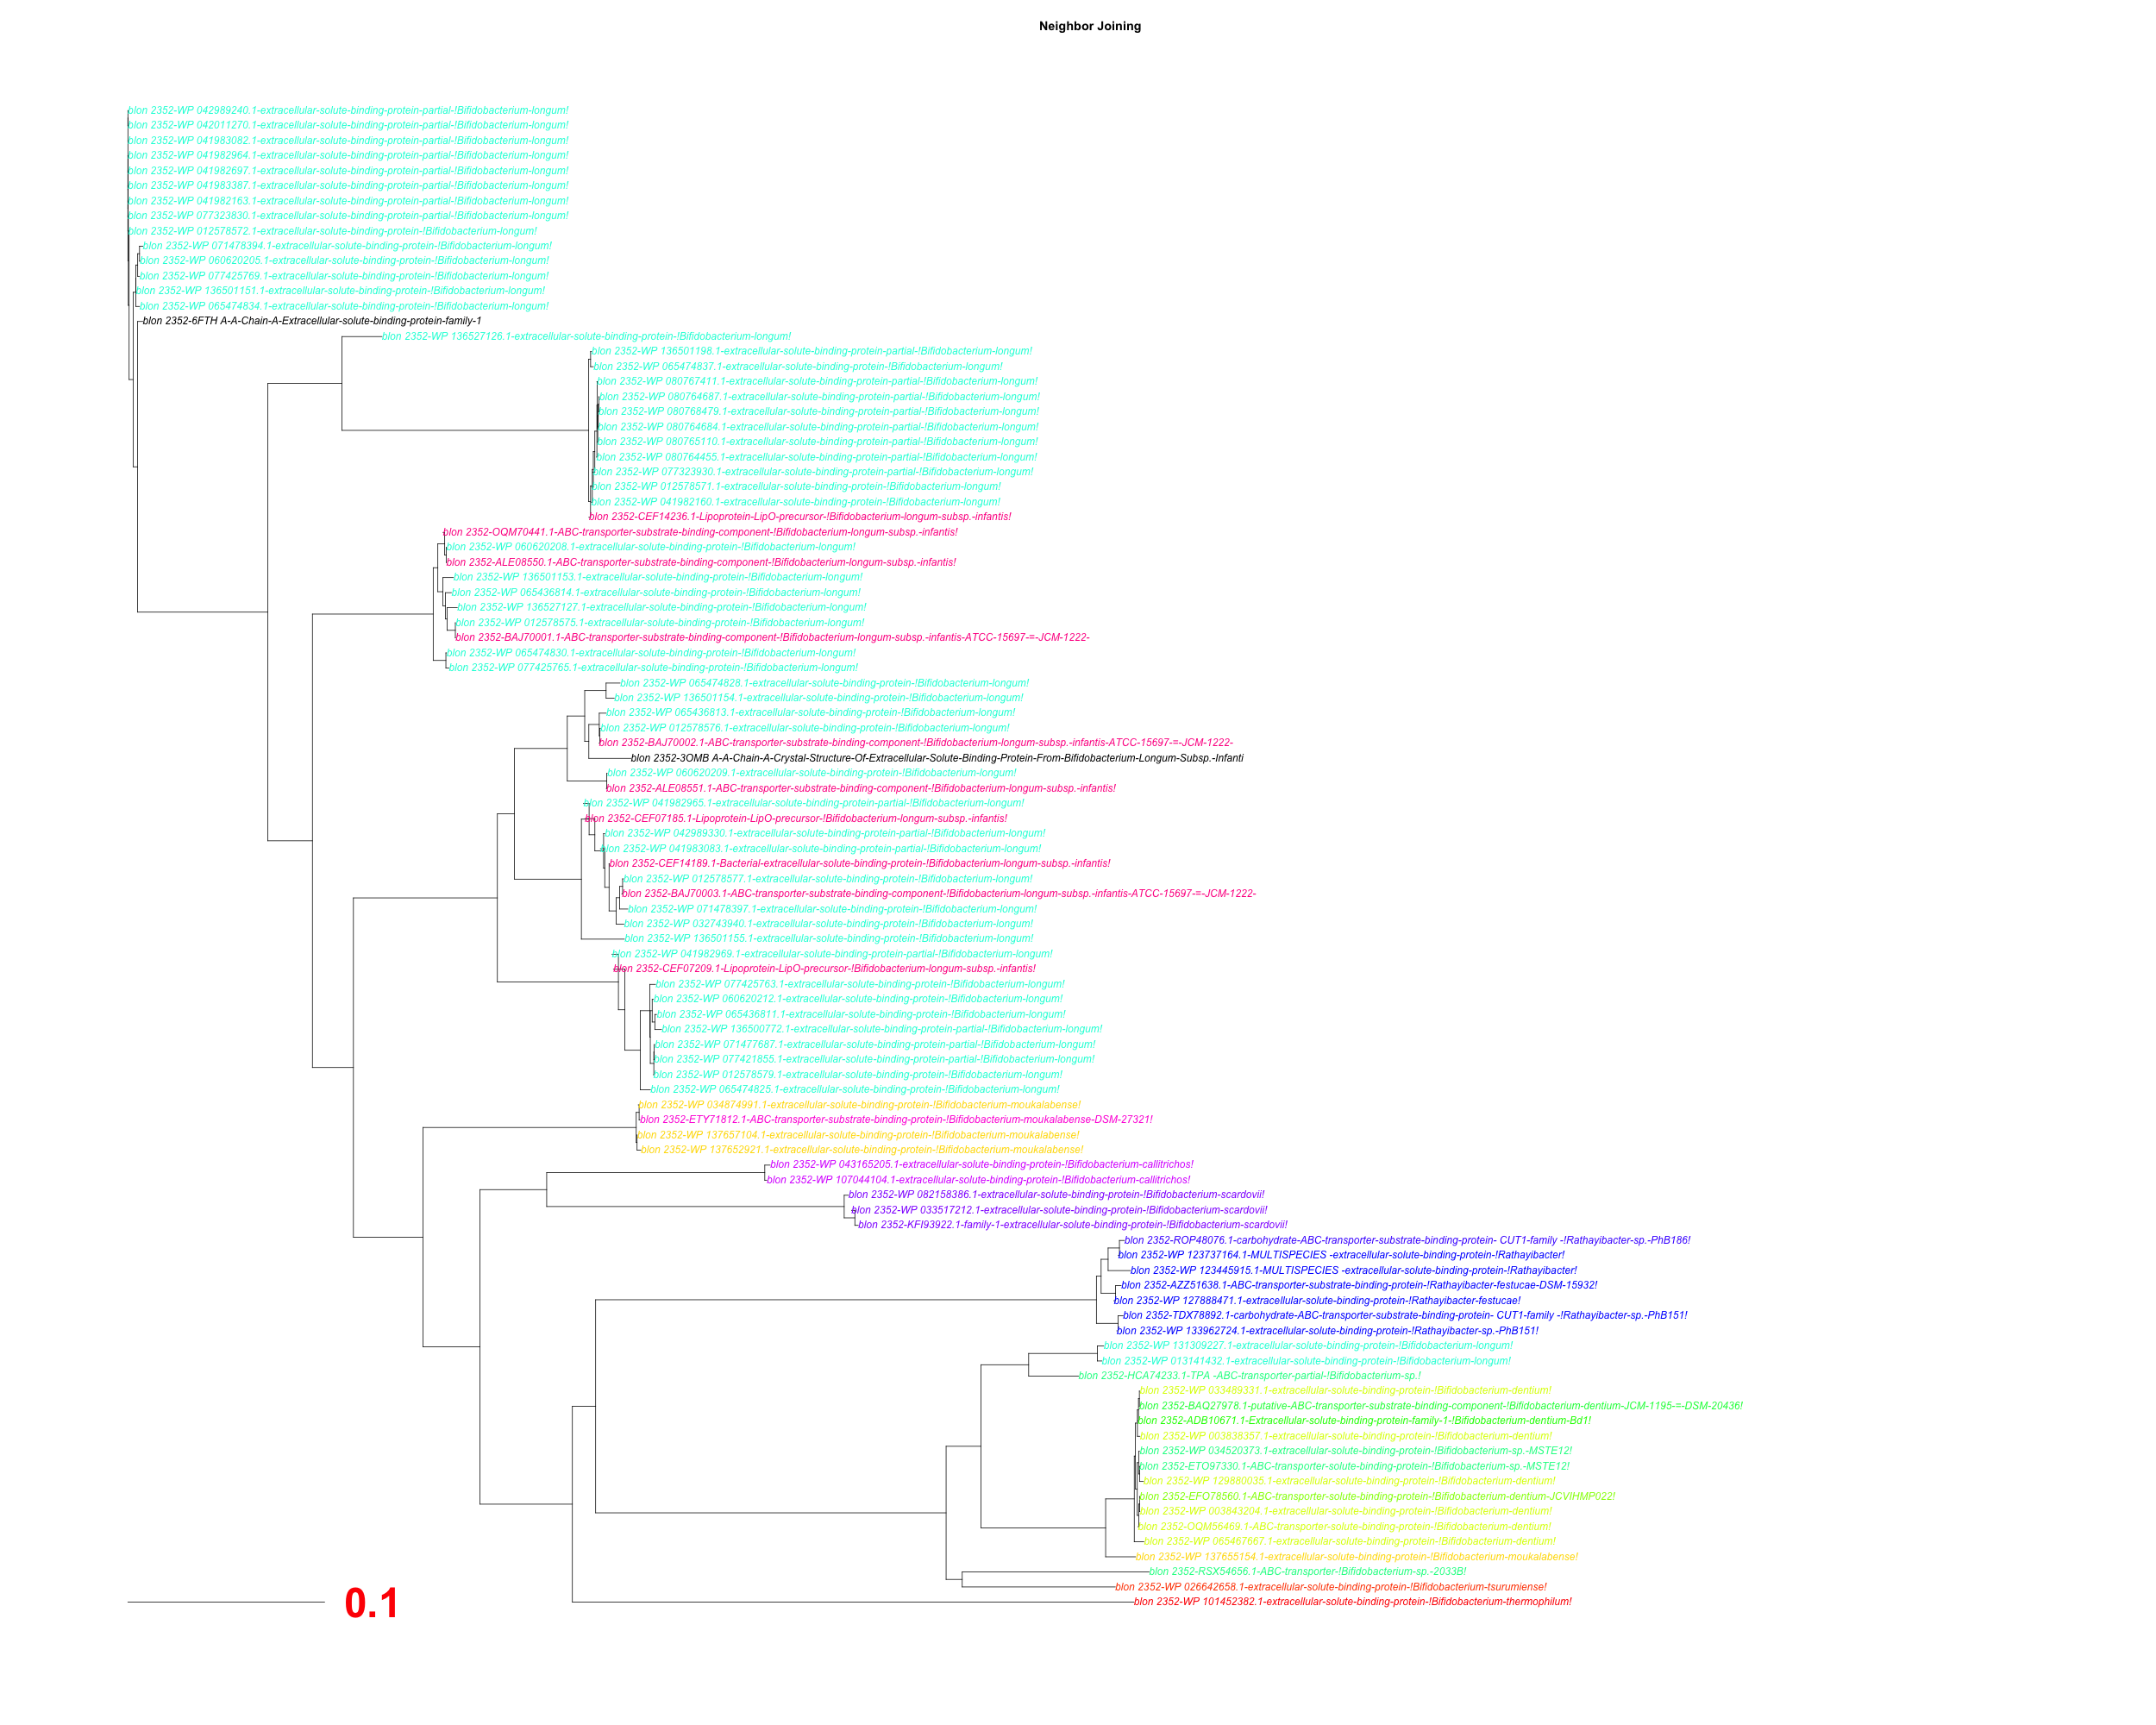 Neighbor Joining
blon 2352-WP 042989240.1-extracellular-solute-binding-protein-partial-!Bifidobacterium-longum!
blon 2352-WP 042011270.1-extracellular-solute-binding-protein-partial-!Bifidobacterium-longum!
blon 2352-WP 041983082.1-extracellular-solute-binding-protein-partial-!Bifidobacterium-longum!
blon 2352-WP 041982964.1-extracellular-solute-binding-protein-partial-!Bifidobacterium-longum!
blon 2352-WP 041982697.1-extracellular-solute-binding-protein-partial-!Bifidobacterium-longum!
blon 2352-WP 041983387.1-extracellular-solute-binding-protein-partial-!Bifidobacterium-longum!
blon 2352-WP 041982163.1-extracellular-solute-binding-protein-partial-!Bifidobacterium-longum!
blon 2352-WP 077323830.1-extracellular-solute-binding-protein-partial-!Bifidobacterium-longum!
blon 2352-WP 012578572.1-extracellular-solute-binding-protein-!Bifidobacterium-longum!
blon 2352-WP 071478394.1-extracellular-solute-binding-protein-!Bifidobacterium-longum!
blon 2352-WP 060620205.1-extracellular-solute-binding-protein-!Bifidobacterium-longum!
blon 2352-WP 077425769.1-extracellular-solute-binding-protein-!Bifidobacterium-longum!
blon 2352-WP 136501151.1-extracellular-solute-binding-protein-!Bifidobacterium-longum!
blon 2352-WP 065474834.1-extracellular-solute-binding-protein-!Bifidobacterium-longum!
blon 2352-6FTH A-A-Chain-A-Extracellular-solute-binding-protein-family-1
blon 2352-WP 136527126.1-extracellular-solute-binding-protein-!Bifidobacterium-longum!
blon 2352-WP 136501198.1-extracellular-solute-binding-protein-partial-!Bifidobacterium-longum!
blon 2352-WP 065474837.1-extracellular-solute-binding-protein-!Bifidobacterium-longum!
blon 2352-WP 080767411.1-extracellular-solute-binding-protein-partial-!Bifidobacterium-longum!
blon 2352-WP 080764687.1-extracellular-solute-binding-protein-partial-!Bifidobacterium-longum!
blon 2352-WP 080768479.1-extracellular-solute-binding-protein-partial-!Bifidobacterium-longum!
blon 2352-WP 080764684.1-extracellular-solute-binding-protein-partial-!Bifidobacterium-longum!
blon 2352-WP 080765110.1-extracellular-solute-binding-protein-partial-!Bifidobacterium-longum!
blon 2352-WP 080764455.1-extracellular-solute-binding-protein-partial-!Bifidobacterium-longum!
blon 2352-WP 077323930.1-extracellular-solute-binding-protein-partial-!Bifidobacterium-longum!
blon 2352-WP 012578571.1-extracellular-solute-binding-protein-!Bifidobacterium-longum!
blon 2352-WP 041982160.1-extracellular-solute-binding-protein-!Bifidobacterium-longum!
blon 2352-CEF14236.1-Lipoprotein-LipO-precursor-!Bifidobacterium-longum-subsp.-infantis!
blon 2352-OQM70441.1-ABC-transporter-substrate-binding-component-!Bifidobacterium-longum-subsp.-infantis!
blon 2352-WP 060620208.1-extracellular-solute-binding-protein-!Bifidobacterium-longum!
blon 2352-ALE08550.1-ABC-transporter-substrate-binding-component-!Bifidobacterium-longum-subsp.-infantis!
blon 2352-WP 136501153.1-extracellular-solute-binding-protein-!Bifidobacterium-longum!
blon 2352-WP 065436814.1-extracellular-solute-binding-protein-!Bifidobacterium-longum!
blon 2352-WP 136527127.1-extracellular-solute-binding-protein-!Bifidobacterium-longum!
blon 2352-WP 012578575.1-extracellular-solute-binding-protein-!Bifidobacterium-longum!
blon 2352-BAJ70001.1-ABC-transporter-substrate-binding-component-!Bifidobacterium-longum-subsp.-infantis-ATCC-15697-=-JCM-1222-
blon 2352-WP 065474830.1-extracellular-solute-binding-protein-!Bifidobacterium-longum!
blon 2352-WP 077425765.1-extracellular-solute-binding-protein-!Bifidobacterium-longum!
blon 2352-WP 065474828.1-extracellular-solute-binding-protein-!Bifidobacterium-longum!
blon 2352-WP 136501154.1-extracellular-solute-binding-protein-!Bifidobacterium-longum!
blon 2352-WP 065436813.1-extracellular-solute-binding-protein-!Bifidobacterium-longum!
blon 2352-WP 012578576.1-extracellular-solute-binding-protein-!Bifidobacterium-longum!
blon 2352-BAJ70002.1-ABC-transporter-substrate-binding-component-!Bifidobacterium-longum-subsp.-infantis-ATCC-15697-=-JCM-1222-
blon 2352-3OMB A-A-Chain-A-Crystal-Structure-Of-Extracellular-Solute-Binding-Protein-From-Bifidobacterium-Longum-Subsp.-Infanti
blon 2352-WP 060620209.1-extracellular-solute-binding-protein-!Bifidobacterium-longum!
blon 2352-ALE08551.1-ABC-transporter-substrate-binding-component-!Bifidobacterium-longum-subsp.-infantis!
blon 2352-WP 041982965.1-extracellular-solute-binding-protein-partial-!Bifidobacterium-longum!
blon 2352-CEF07185.1-Lipoprotein-LipO-precursor-!Bifidobacterium-longum-subsp.-infantis!
blon 2352-WP 042989330.1-extracellular-solute-binding-protein-partial-!Bifidobacterium-longum!
blon 2352-WP 041983083.1-extracellular-solute-binding-protein-partial-!Bifidobacterium-longum!
blon 2352-CEF14189.1-Bacterial-extracellular-solute-binding-protein-!Bifidobacterium-longum-subsp.-infantis!
blon 2352-WP 012578577.1-extracellular-solute-binding-protein-!Bifidobacterium-longum!
blon 2352-BAJ70003.1-ABC-transporter-substrate-binding-component-!Bifidobacterium-longum-subsp.-infantis-ATCC-15697-=-JCM-1222-
blon 2352-WP 071478397.1-extracellular-solute-binding-protein-!Bifidobacterium-longum!
blon 2352-WP 032743940.1-extracellular-solute-binding-protein-!Bifidobacterium-longum!
blon 2352-WP 136501155.1-extracellular-solute-binding-protein-!Bifidobacterium-longum!
blon 2352-WP 041982969.1-extracellular-solute-binding-protein-partial-!Bifidobacterium-longum!
blon 2352-CEF07209.1-Lipoprotein-LipO-precursor-!Bifidobacterium-longum-subsp.-infantis!
blon 2352-WP 077425763.1-extracellular-solute-binding-protein-!Bifidobacterium-longum!
blon 2352-WP 060620212.1-extracellular-solute-binding-protein-!Bifidobacterium-longum!
blon 2352-WP 065436811.1-extracellular-solute-binding-protein-!Bifidobacterium-longum!
blon 2352-WP 136500772.1-extracellular-solute-binding-protein-partial-!Bifidobacterium-longum!
blon 2352-WP 071477687.1-extracellular-solute-binding-protein-partial-!Bifidobacterium-longum!
blon 2352-WP 077421855.1-extracellular-solute-binding-protein-partial-!Bifidobacterium-longum!
blon 2352-WP 012578579.1-extracellular-solute-binding-protein-!Bifidobacterium-longum!
blon 2352-WP 065474825.1-extracellular-solute-binding-protein-!Bifidobacterium-longum!
blon 2352-WP 034874991.1-extracellular-solute-binding-protein-!Bifidobacterium-moukalabense!
blon 2352-ETY71812.1-ABC-transporter-substrate-binding-protein-!Bifidobacterium-moukalabense-DSM-27321!
blon 2352-WP 137657104.1-extracellular-solute-binding-protein-!Bifidobacterium-moukalabense!
blon 2352-WP 137652921.1-extracellular-solute-binding-protein-!Bifidobacterium-moukalabense!
blon 2352-WP 043165205.1-extracellular-solute-binding-protein-!Bifidobacterium-callitrichos!
blon 2352-WP 107044104.1-extracellular-solute-binding-protein-!Bifidobacterium-callitrichos!
blon 2352-WP 082158386.1-extracellular-solute-binding-protein-!Bifidobacterium-scardovii!
blon 2352-WP 033517212.1-extracellular-solute-binding-protein-!Bifidobacterium-scardovii!
blon 2352-KFI93922.1-family-1-extracellular-solute-binding-protein-!Bifidobacterium-scardovii!
blon 2352-ROP48076.1-carbohydrate-ABC-transporter-substrate-binding-protein- CUT1-family -!Rathayibacter-sp.-PhB186!
blon 2352-WP 123737164.1-MULTISPECIES -extracellular-solute-binding-protein-!Rathayibacter!
blon 2352-WP 123445915.1-MULTISPECIES -extracellular-solute-binding-protein-!Rathayibacter!
blon 2352-AZZ51638.1-ABC-transporter-substrate-binding-protein-!Rathayibacter-festucae-DSM-15932!
blon 2352-WP 127888471.1-extracellular-solute-binding-protein-!Rathayibacter-festucae!
blon 2352-TDX78892.1-carbohydrate-ABC-transporter-substrate-binding-protein- CUT1-family -!Rathayibacter-sp.-PhB151!
blon 2352-WP 133962724.1-extracellular-solute-binding-protein-!Rathayibacter-sp.-PhB151!
blon 2352-WP 131309227.1-extracellular-solute-binding-protein-!Bifidobacterium-longum!
blon 2352-WP 013141432.1-extracellular-solute-binding-protein-!Bifidobacterium-longum!
blon 2352-HCA74233.1-TPA -ABC-transporter-partial-!Bifidobacterium-sp.!
blon 2352-WP 033489331.1-extracellular-solute-binding-protein-!Bifidobacterium-dentium!
blon 2352-BAQ27978.1-putative-ABC-transporter-substrate-binding-component-!Bifidobacterium-dentium-JCM-1195-=-DSM-20436!
blon 2352-ADB10671.1-Extracellular-solute-binding-protein-family-1-!Bifidobacterium-dentium-Bd1!
blon 2352-WP 003838357.1-extracellular-solute-binding-protein-!Bifidobacterium-dentium!
blon 2352-WP 034520373.1-extracellular-solute-binding-protein-!Bifidobacterium-sp.-MSTE12!
blon 2352-ETO97330.1-ABC-transporter-solute-binding-protein-!Bifidobacterium-sp.-MSTE12!
blon 2352-WP 129880035.1-extracellular-solute-binding-protein-!Bifidobacterium-dentium!
blon 2352-EFO78560.1-ABC-transporter-solute-binding-protein-!Bifidobacterium-dentium-JCVIHMP022!
blon 2352-WP 003843204.1-extracellular-solute-binding-protein-!Bifidobacterium-dentium!
blon 2352-OQM56469.1-ABC-transporter-solute-binding-protein-!Bifidobacterium-dentium!
blon 2352-WP 065467667.1-extracellular-solute-binding-protein-!Bifidobacterium-dentium!
blon 2352-WP 137655154.1-extracellular-solute-binding-protein-!Bifidobacterium-moukalabense!
blon 2352-RSX54656.1-ABC-transporter-!Bifidobacterium-sp.-2033B!
blon 2352-WP 026642658.1-extracellular-solute-binding-protein-!Bifidobacterium-tsurumiense!
blon 2352-WP 101452382.1-extracellular-solute-binding-protein-!Bifidobacterium-thermophilum!
0.1